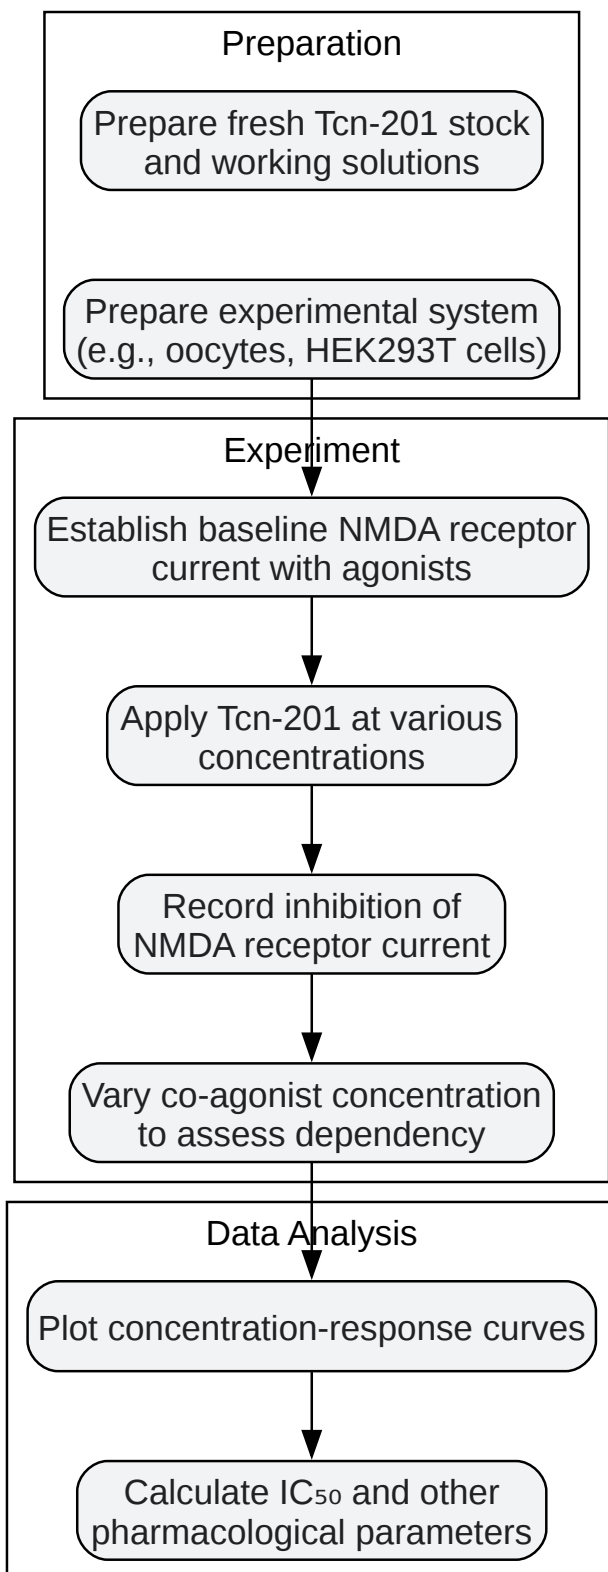 Preparation
Prepare fresh Tcn-201 stock
and working solutions
Prepare experimental system
(e.g., oocytes, HEK293T cells)
Experiment
Establish baseline NMDA receptor
current with agonists
Apply Tcn-201 at various
concentrations
Record inhibition of
NMDA receptor current
Vary co-agonist concentration
to assess dependency
Data Analysis
Plot concentration-response curves
Calculate IC₅₀ and other
pharmacological parameters